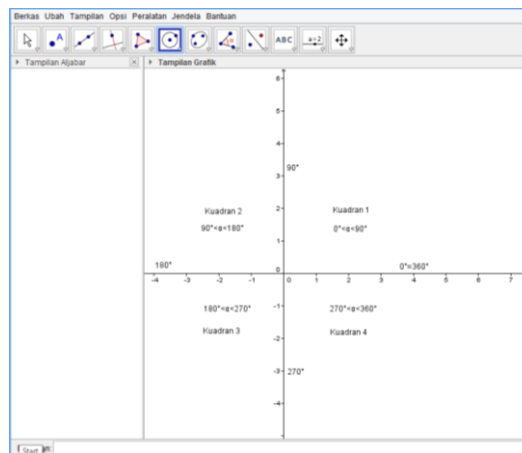 Berkas Ubah Tampilan Opsi Peralatan Jendela Bantuan
A ABC a=2
Tampilan Aljabar
Tampilan Grafik
6
5
4
90°
3
Kuadran 2 Kuadran 1
2
90°<α<180° 0°<α<90°
1
180° 0 0°=360°
-4 -3 -2 -1 0 1 2 3 4 5 6 7
180°<α<270° -1 270°<α<360°
Kuadran 3 Kuadran 4
-2
-3 270°
-4
Start